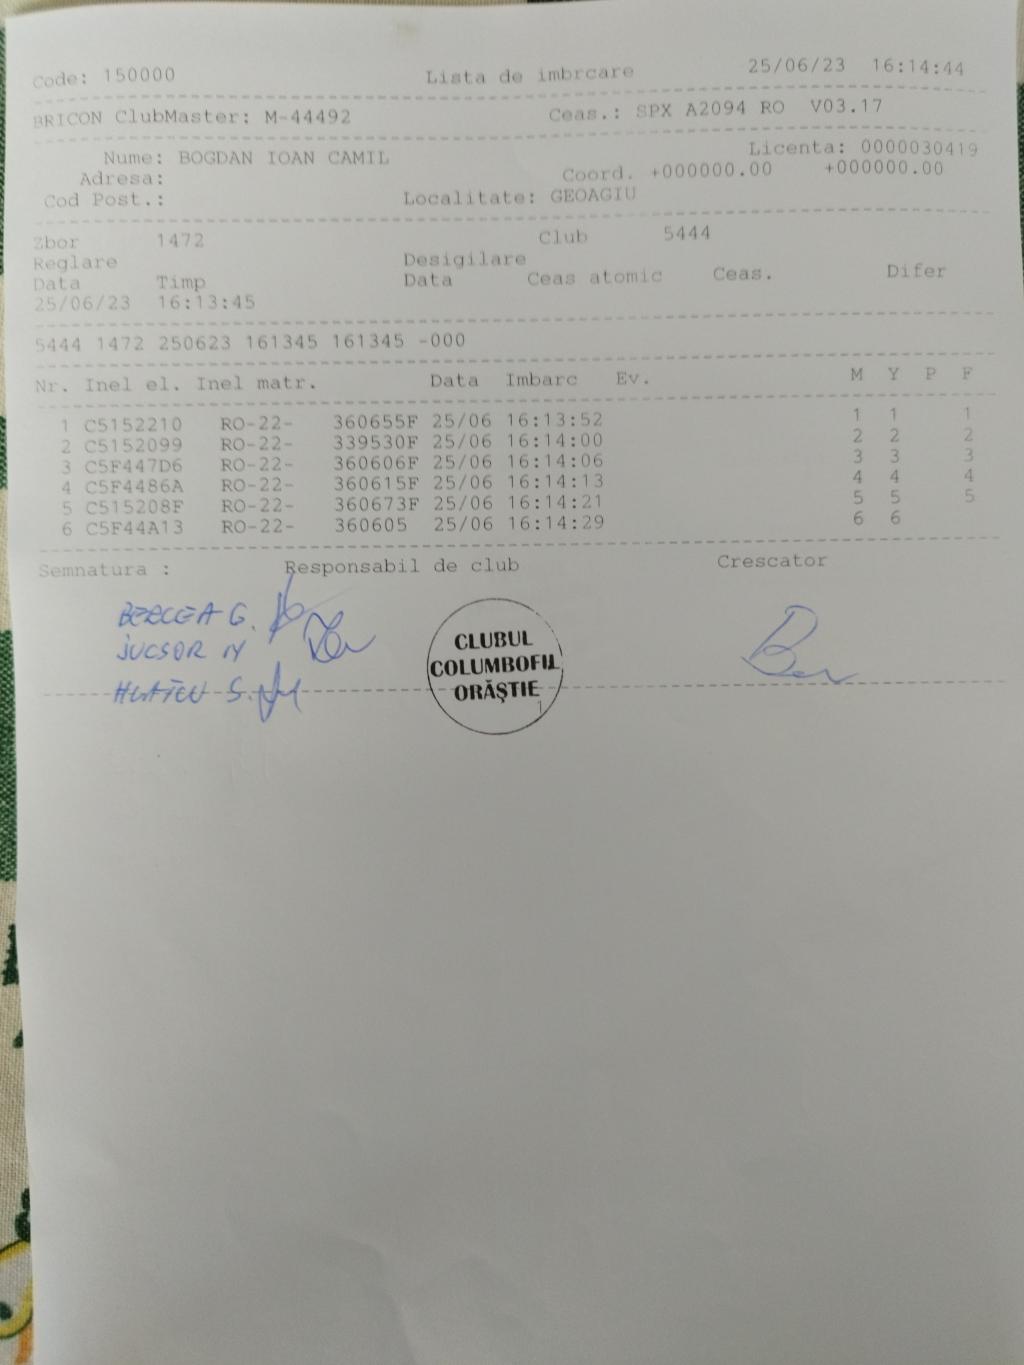 Code: 150000 Lista de imbrcare 25/06/23 16:14:44
BRICON ClubMaster: M-44492 Ceas.: SPX A2094 RO V03.17
Nume: BOGDAN IOAN CAMIL Licenta: 0000030419
Adresa: Coord. +000000.00 +000000.00
Cod Post.: Localitate: GEOAGIU
Zbor 1472 Club 5444
Reglare Desigilare
Data Timp Data Ceas atomic Ceas. Difer
25/06/23 16:13:45
5444 1472 250623 161345 161345 -000
Nr. Inel el. Inel matr. Data Imbarc Ev. M Y P F
1 C5152210 RO-22- 360655F 25/06 16:13:52 1 1 1
2 C5152099 RO-22- 339530F 25/06 16:14:00 2 2 2
3 C5F447D6 RO-22- 360606F 25/06 16:14:06 3 3 3
4 C5F4486A RO-22- 360615F 25/06 16:14:13 4 4 4
5 C515208F RO-22- 360673F 25/06 16:14:21 5 5 5
6 C5F44A13 RO-22- 360605 25/06 16:14:29 6 6
Semnatura : Responsabil de club Crescator
BERCEA G.
JUCSOR IV
S.
CLUBUL
COLUMBOFIL
ORĂȘTIE
1